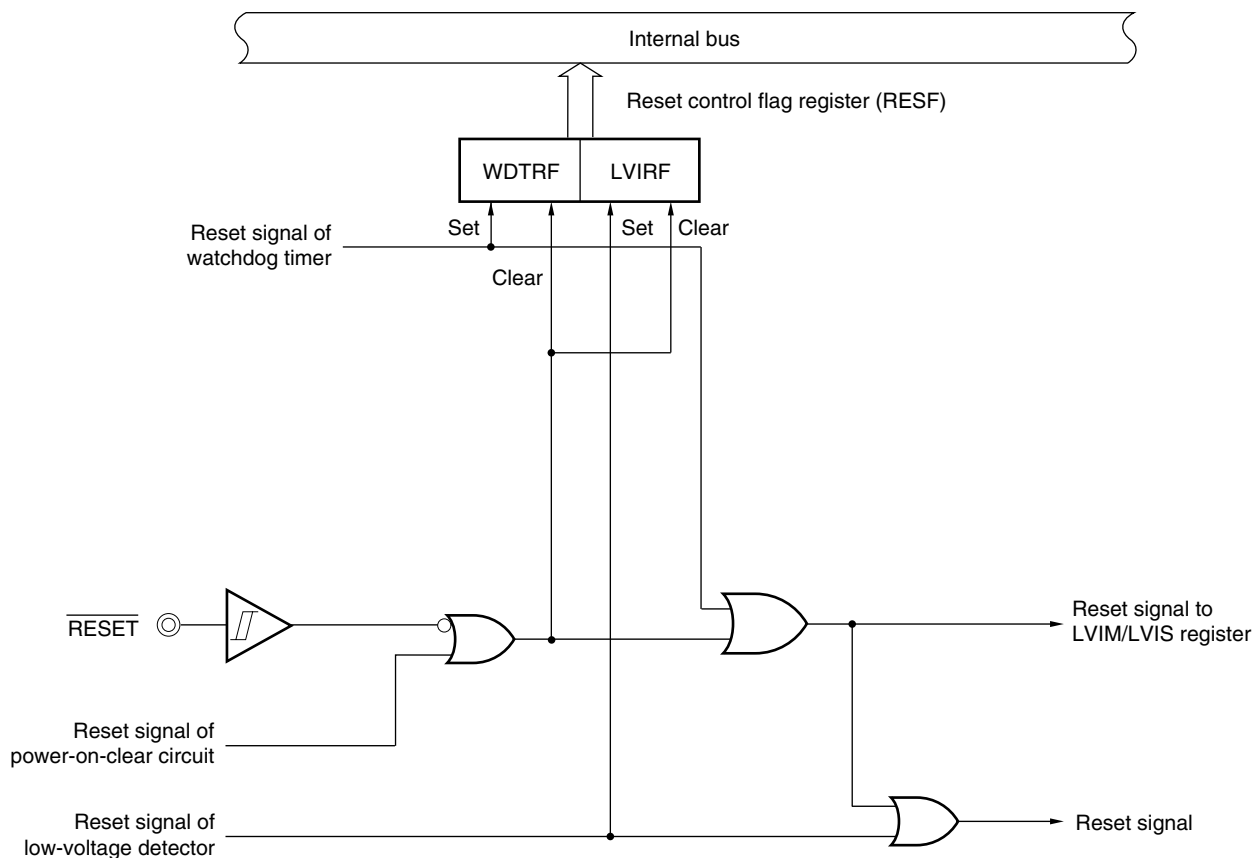 Internal bus
Reset control flag register (RESF)
WDTRF
LVIRF
Set
Set
Clear
Reset signal of
watchdog timer
Clear
RESET
Reset signal to
LVIM/LVIS register
Reset signal of
power-on-clear circuit
Reset signal of
low-voltage detector
Reset signal